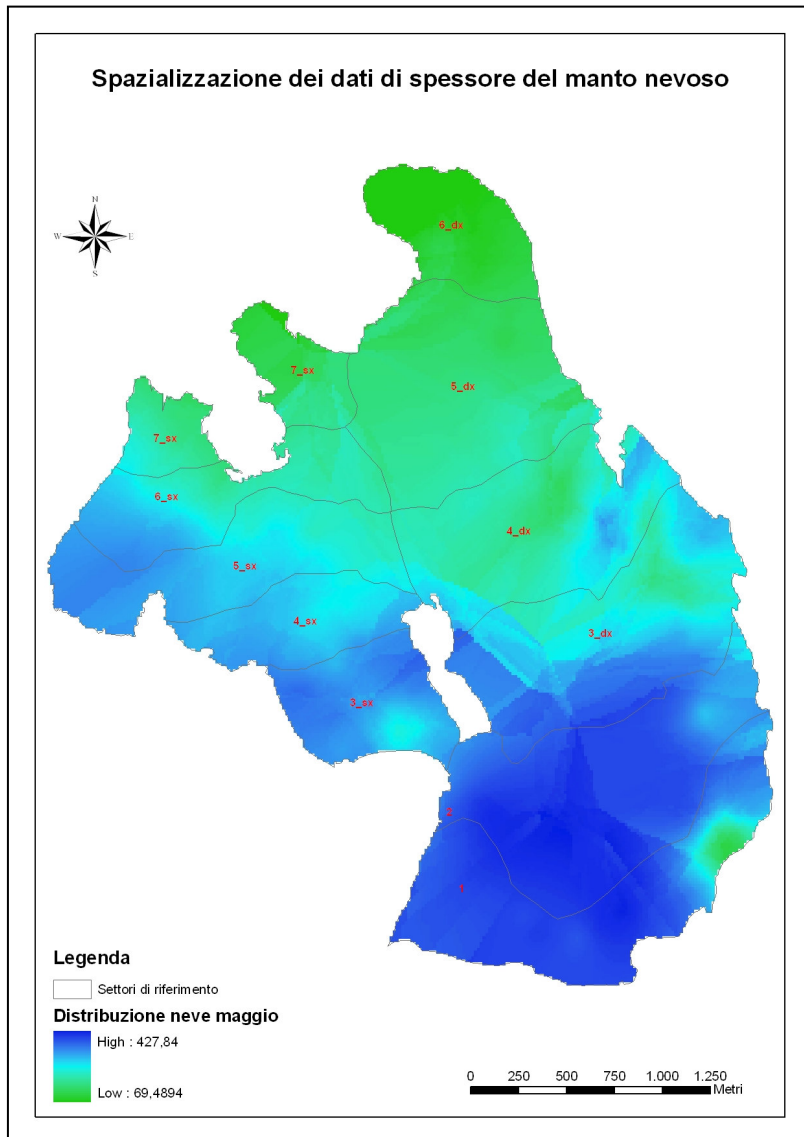 Spazializzazione dei dati di spessore del manto nevoso
N
W E
S
6_dx
7_sx
5_dx
7_sx
6_sx
4_dx
5_sx
4_sx
3_dx
3_sx
2
1
Legenda
Settori di riferimento
Distribuzione neve maggio
High : 427,84
Low : 69,4894
0 250 500 750 1.000 1.250
Metri